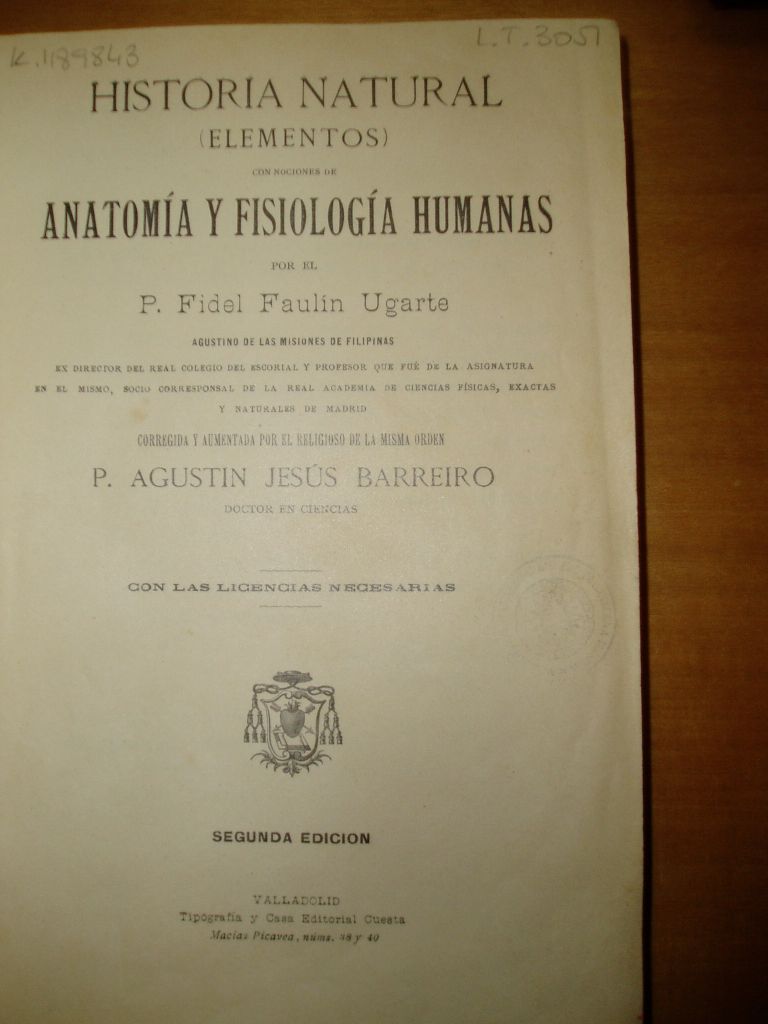 K.1189843
L.T.3051
HISTORIA NATURAL
(ELEMENTOS)
CON NOCIONES DE
ANATOMÍA Y FISIOLOGÍA HUMANAS
POR EL
P. Fidel Faulín Ugarte
AGUSTINO DE LAS MISIONES DE FILIPINAS
EX DIRECTOR DEL REAL COLEGIO DEL ESCORIAL Y PROFESOR QUE FUÉ DE LA ASIGNATURA
EN EL MISMO, SOCIO CORRESPONSAL DE LA REAL ACADEMIA DE CIENCIAS FÍSICAS, EXACTAS
Y NATURALES DE MADRID
CORREGIDA Y AUMENTADA POR EL RELIGIOSO DE LA MISMA ORDEN
P. AGUSTIN JESÚS BARREIRO
DOCTOR EN CIENCIAS
CON LAS LICENCIAS NECESARIAS
SEGUNDA EDICION
VALLADOLID
Tipografía y Casa Editorial Cuesta
Macías Picavea, núms. 38 y 40